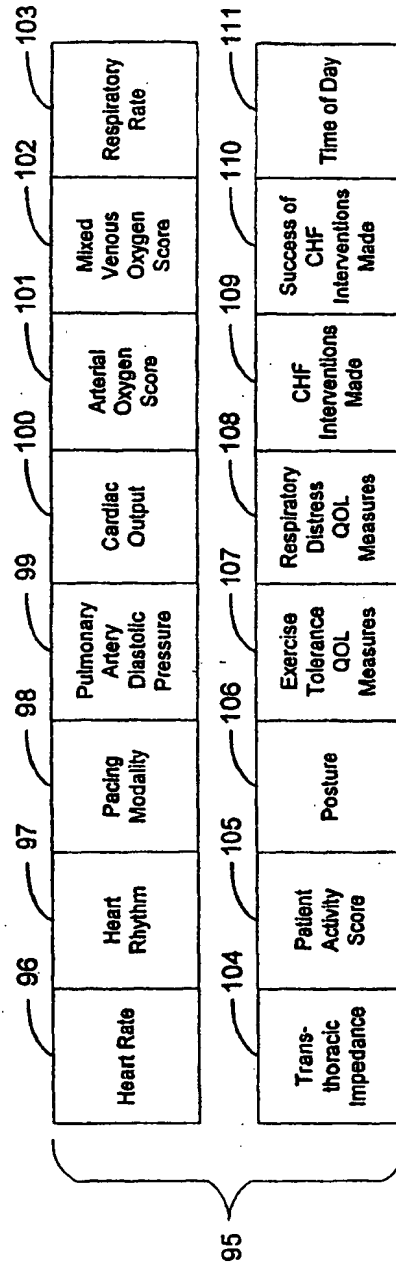 96
97
98
99
100
101
102
103
Heart Rate
Heart
Rhythm
Pacing
Modality
Pulmonary
Artery
Diastolic
Pressure
Cardiac
Output
Arterial
Oxygen
Score
Mixed
Venous
Oxygen
Score
Respiratory
Rate
95
104
105
106
107
108
109
110
111
Trans-
thoracic
Impedance
Patient
Activity
Score
Posture
Exercise
Tolerance
QOL
Measures
Respiratory
Distress
QOL
Measures
CHF
Interventions
Made
Success of
CHF
Interventions
Made
Time of Day